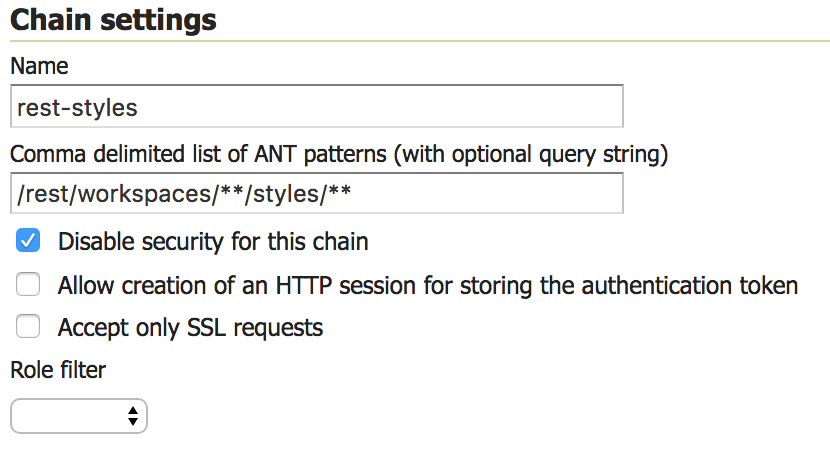 Chain settings
Name
rest-styles
Comma delimited list of ANT patterns (with optional query string)
/rest/workspaces/**/styles/**
Disable security for this chain
Allow creation of an HTTP session for storing the authentication token
Accept only SSL requests
Role filter